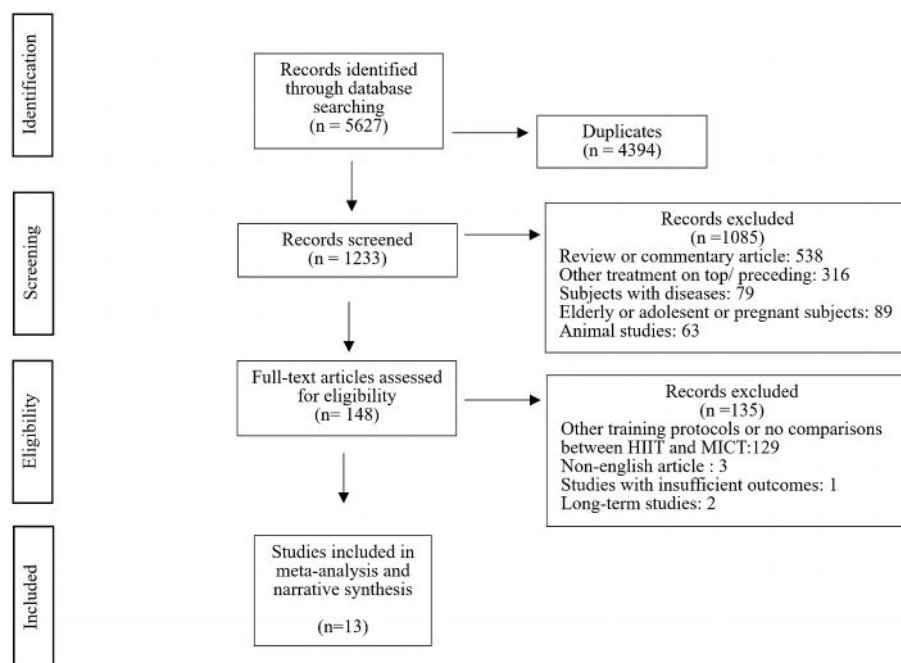 Identification
Records identified
through database
searching
(n = 5627)
Duplicates
(n = 4394)
Screening
Records screened
(n = 1233)
Records excluded
(n =1085)
Review or commentary article: 538
Other treatment on top/ preceding: 316
Subjects with diseases: 79
Elderly or adolesent or pregnant subjects: 89
Animal studies: 63
Eligibility
Full-text articles assessed
for eligibility
(n= 148)
Records excluded
(n =135)
Other training protocols or no comparisons
between HIIT and MICT:129
Non-english article : 3
Studies with insufficient outcomes: 1
Long-term studies: 2
Included
Studies included in
meta-analysis and
narrative synthesis
(n=13)